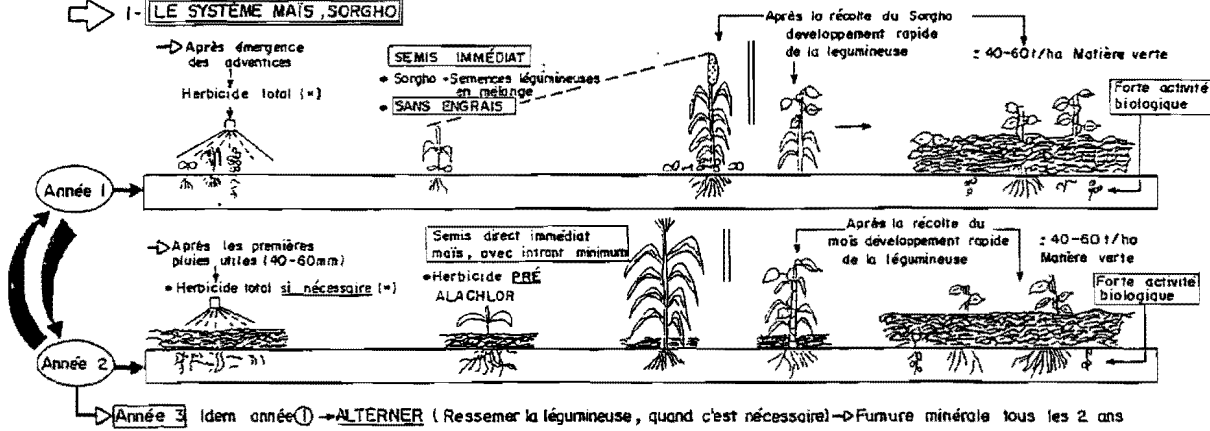 1- LE SYSTÈME MAÏS, SORGHO
Après émergence
des adventices
Herbicide total (*)
SEMIS IMMÉDIAT
• Sorgho + Semences légumineuses
en mélange
• SANS ENGRAIS
Après la récolte du Sorgho
developpement rapide
de la legumineuse
± 40-60 t/ha Matière verte
Forte activité
biologique
Année 1
Après les premières
pluies utiles (40-60mm)
• Herbicide total si nécessaire (*)
Semis direct immédiat
maïs, avec intrant minimum
• Herbicide PRÉ
ALACHLOR
Après la récolte du
maïs développement rapide
de la légumineuse
± 40-60 t/ha
Matière verte
Forte activité
biologique
Année 2
Année 3 Idem année 1 → ALTERNER ( Ressemer la légumineuse, quand c'est nécessaire) → Fumure minérale tous les 2 ans